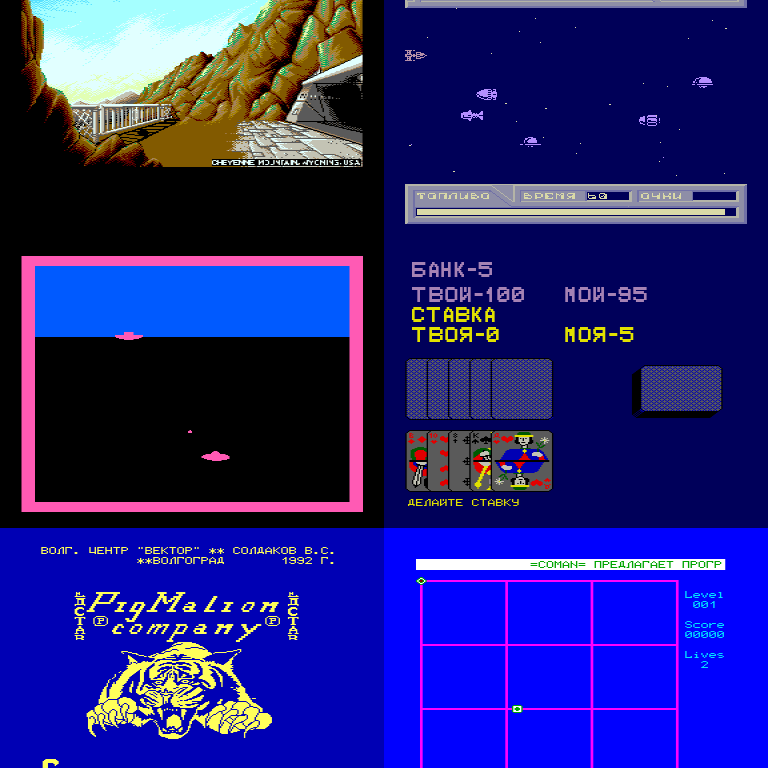 CHEYENNE MOUNTAIN, WYOMING, USA.
ТОПЛИВО ВРЕМЯ 60 ОЧКИ
БАНК-5
ТВОЙ-100 МОЙ-95
СТАВКА
ТВОЯ-0 МОЯ-5
ДЕЛАЙТЕ СТАВКУ
ВОЛГ. ЦЕНТР "ВЕКТОР" ** СОЛДАКОВ В.С.
**ВОЛГОГРАД 1992 Г.
PigMalion
company
=COMAN= ПРЕДЛАГАЕТ ПРОГР
Level
001
Score
00000
Lives
2